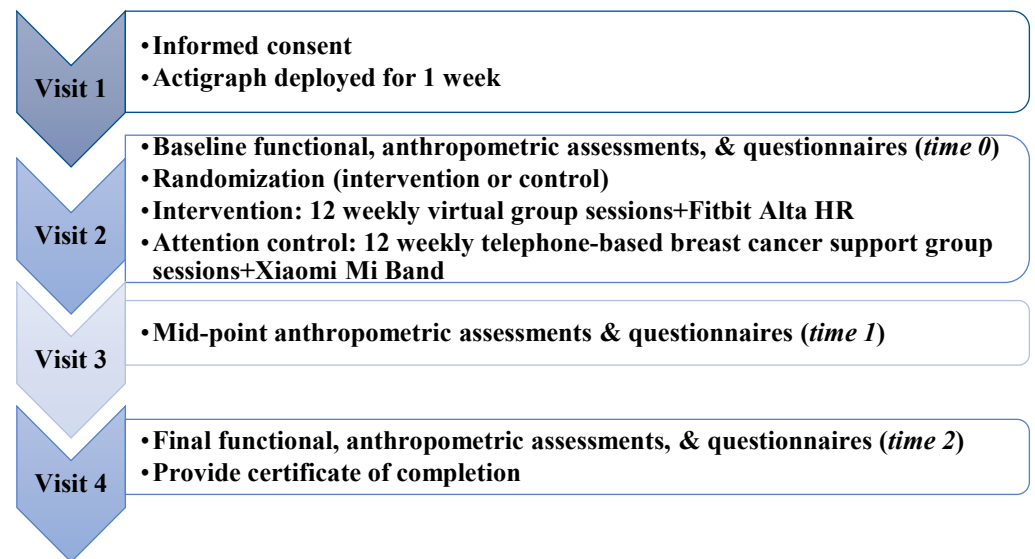 Visit 1
•Informed consent
•Actigraph deployed for 1 week
Visit 2
•Baseline functional, anthropometric assessments, & questionnaires (time 0)
•Randomization (intervention or control)
•Intervention: 12 weekly virtual group sessions+Fitbit Alta HR
•Attention control: 12 weekly telephone-based breast cancer support group
sessions+Xiaomi Mi Band
Visit 3
•Mid-point anthropometric assessments & questionnaires (time 1)
Visit 4
•Final functional, anthropometric assessments, & questionnaires (time 2)
•Provide certificate of completion